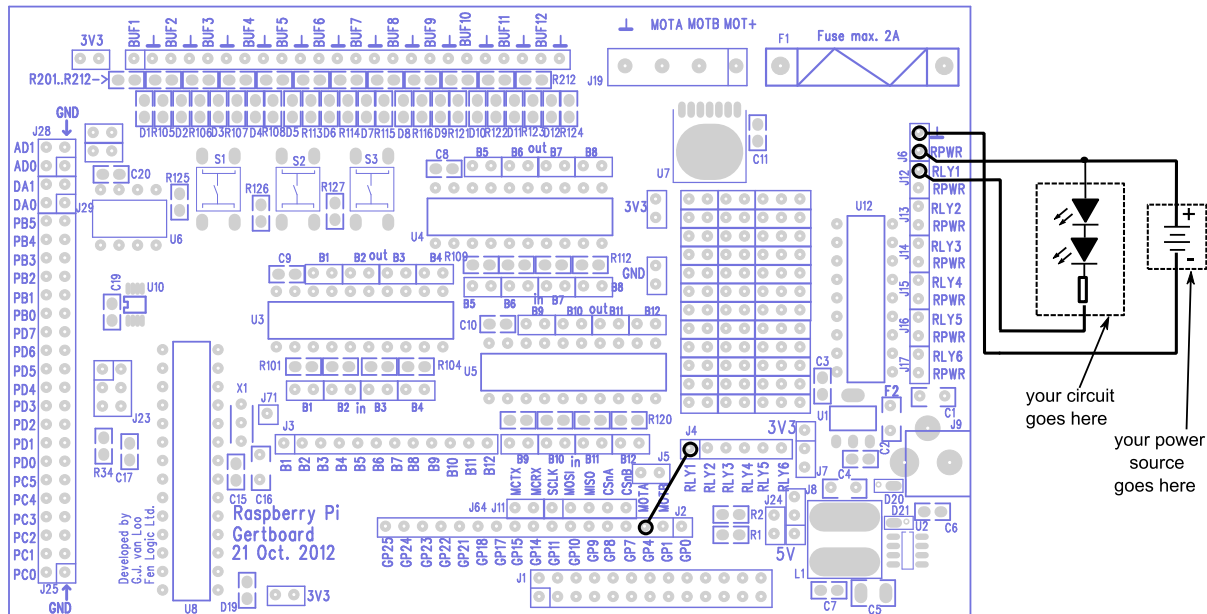 BUF1 BUF2 BUF3 BUF4 BUF5 BUF6 BUF7 BUF8 BUF9 BUF10 BUF11 BUF12
3V3
R201..R212->
R212
D1 R105 D2 R106 D3 R107 D4 R108 D5 R113 D6 R114 D7 R115 D8 R116 D9 R121 D10 R122 D11 R123 D12 R124
MOTA MOTB MOT+
J19
F1
Fuse max. 2A
GND
J28
AD1
AD0
DA1
DA0
J29
PB5
PB4
PB3
PB2
PB1
PB0
PD7
PD6
PD5
PD4
PD3
PD2
PD1
PD0
PC5
PC4
PC3
PC2
PC1
PC0
J25
GND
C20
R125
U6
S1
R126
S2
R127
S3
C8
B5 B6 out B7 B8
U4
3V3
GND
U7
C11
C19
U10
C9
B1 B2 out B3 B4
R109
R112
B5 B6 in B7 B8
U3
C10
B9 B10 out B11 B12
R101
R104
U5
B1 B2 in B3 B4
R120
B9 B10 in B11 B12
J23
R34
C17
X1
J71
C15
C16
J3
B1 B2 B3 B4 B5 B6 B7 B8 B9 B10 B11 B12
J4
RLY1 RLY2 RLY3 RLY4 RLY5 RLY6
J5
MOTA
MOTB
J64
J11
MCTX MCRX SCLK MOSI MISO CSnA CSnB
GP25 GP24 GP23 GP22 GP21 GP18 GP17 GP15 GP14 GP11 GP10 GP9 GP8 GP7 GP4 GP1 GP0
J2
J1
Raspberry Pi
Gertboard
21 Oct. 2012
Developed by
G.J. van Loo
Fen Logic Ltd.
U8
D19
3V3
R2
R1
J24
5V
3V3
J7
J8
C4
L1
C7
C5
C3
U1
U12
F2
C2
C1
J9
D20
D21
U2
C6
J6
RPWR
J12
RLY1
RPWR
J13
RLY2
RPWR
J14
RLY3
RPWR
J15
RLY4
RPWR
J16
RLY5
RPWR
J17
RLY6
RPWR
+
-
your circuit
goes here
your power
source
goes here